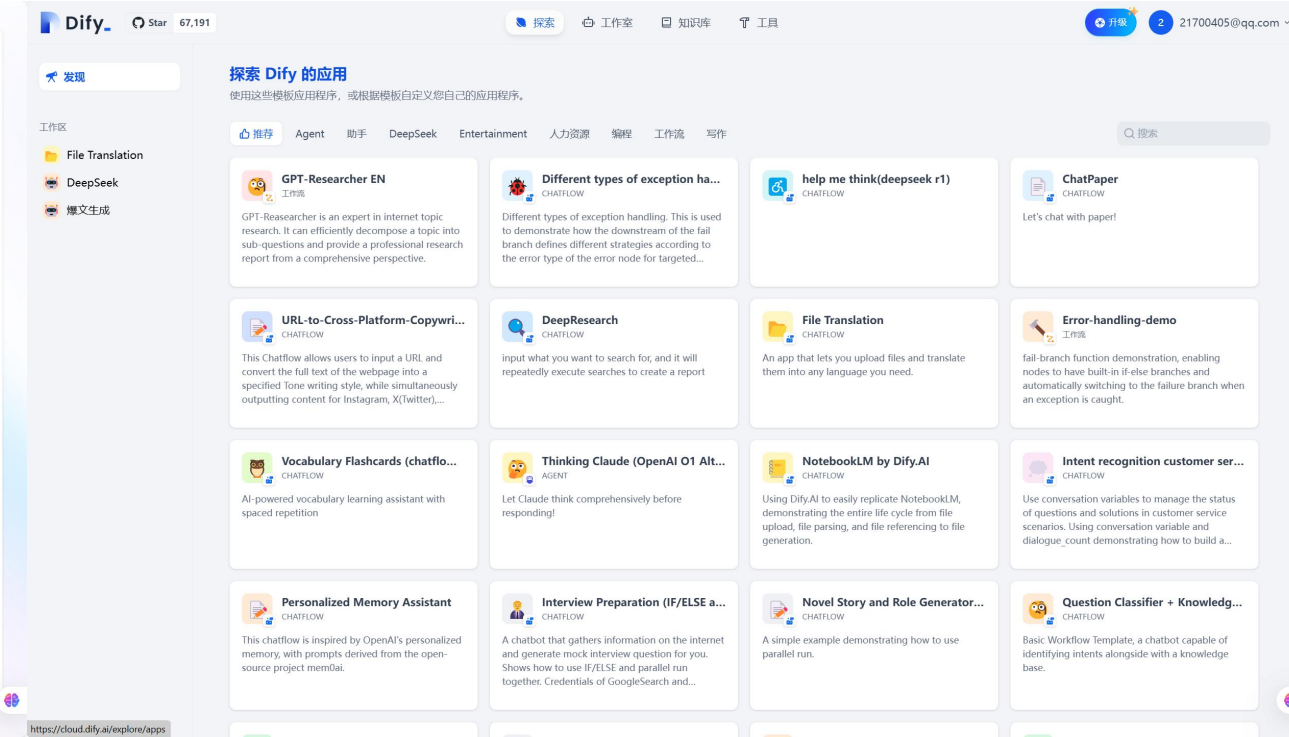 Dify_
Star 67,191
探索
工作室
知识库
工具
升级
2
21700405@qq.com
发现
工作区
File Translation
DeepSeek
爆文生成
探索 Dify 的应用
使用这些模板应用程序，或根据模板自定义您自己的应用程序。
推荐 Agent 助手 DeepSeek Entertainment 人力资源 编程 工作流 写作
搜索
GPT-Researcher EN
工作流
GPT-Reasearcher is an expert in internet topic
research. It can efficiently decompose a topic into
sub-questions and provide a professional research
report from a comprehensive perspective.
Different types of exception ha...
CHATFLOW
Different types of exception handling. This is used
to demonstrate how the downstream of the fail
branch defines different strategies according to
the error type of the error node for targeted...
help me think(deepseek r1)
CHATFLOW
ChatPaper
CHATFLOW
Let's chat with paper!
URL-to-Cross-Platform-Copywri...
CHATFLOW
This Chatflow allows users to input a URL and
convert the full text of the webpage into a
specified Tone writing style, while simultaneously
outputting content for Instagram, X(Twitter),...
DeepResearch
CHATFLOW
input what you want to search for, and it will
repeatedly execute searches to create a report
File Translation
CHATFLOW
An app that lets you upload files and translate
them into any language you need.
Error-handling-demo
工作流
fail-branch function demonstration, enabling
nodes to have built-in if-else branches and
automatically switching to the failure branch when
an exception is caught.
Vocabulary Flashcards (chatflo...
CHATFLOW
AI-powered vocabulary learning assistant with
spaced repetition
Thinking Claude (OpenAI O1 Alt...
AGENT
Let Claude think comprehensively before
responding!
NotebookLM by Dify.AI
CHATFLOW
Using Dify.AI to easily replicate NotebookLM,
demonstrating the entire life cycle from file
upload, file parsing, and file referencing to file
generation.
Intent recognition customer ser...
CHATFLOW
Use conversation variables to manage the status
of questions and solutions in customer service
scenarios. Using conversation variable and
dialogue_count demonstrating how to build a...
Personalized Memory Assistant
CHATFLOW
This chatflow is inspired by OpenAI's personalized
memory, with prompts derived from the open-
source project mem0ai.
Interview Preparation (IF/ELSE a...
CHATFLOW
A chatbot that gathers information on the internet
and generate mock interview question for you.
Shows how to use IF/ELSE and parallel run
together. Credentials of GoogleSearch and...
Novel Story and Role Generator...
CHATFLOW
A simple example demonstrating how to use
parallel run.
Question Classifier + Knowledg...
CHATFLOW
Basic Workflow Template, a chatbot capable of
identifying intents alongside with a knowledge
base.
https://cloud.dify.ai/explore/apps